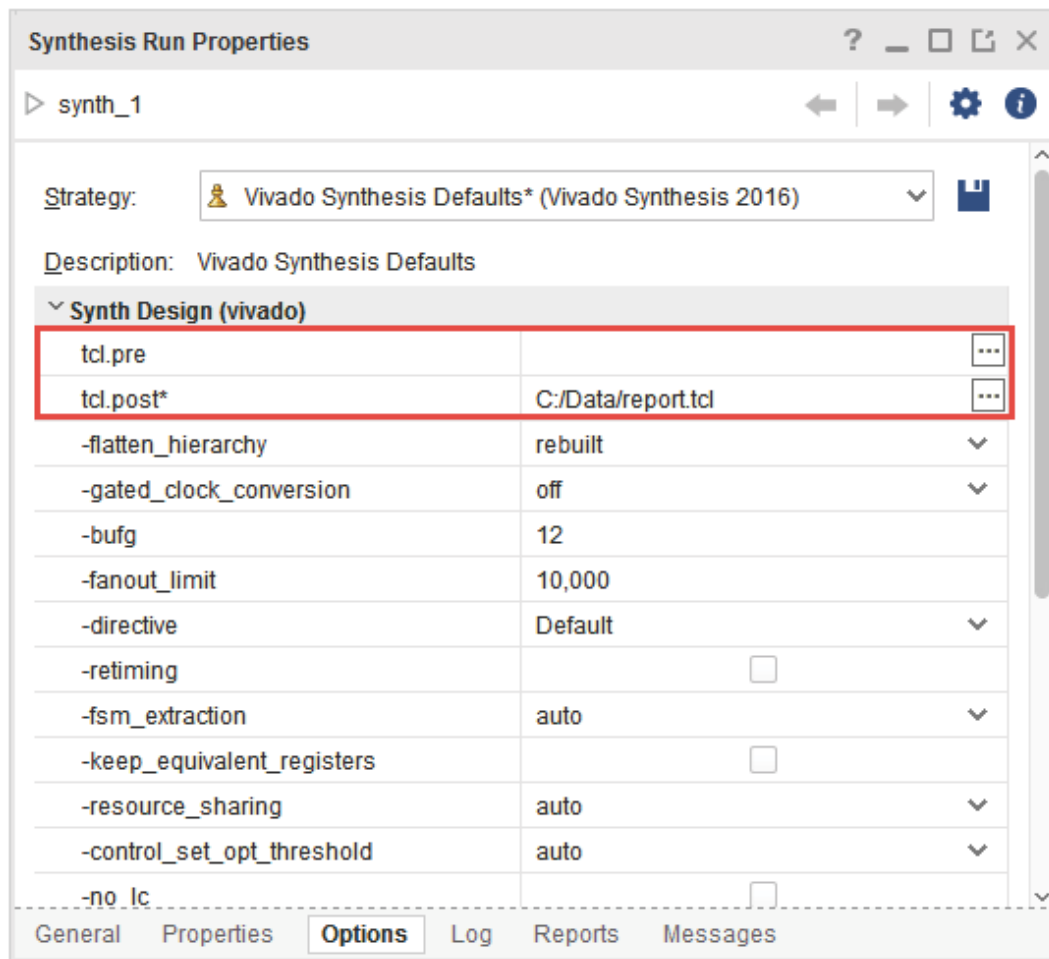 Synthesis Run Properties ?
synth_1
Strategy: Vivado Synthesis Defaults* (Vivado Synthesis 2016)
Description: Vivado Synthesis Defaults
Synth Design (vivado)
tcl.pre ...
tcl.post* C:/Data/report.tcl ...
-flatten_hierarchy rebuilt
-gated_clock_conversion off
-bufg 12
-fanout_limit 10,000
-directive Default
-retiming
-fsm_extraction auto
-keep_equivalent_registers
-resource_sharing auto
-control_set_opt_threshold auto
-no_lc
General Properties Options Log Reports Messages